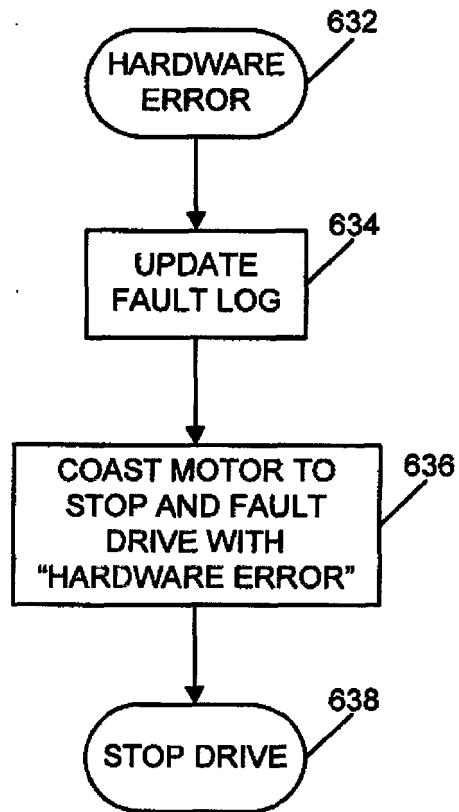 632
HARDWARE
ERROR
634
UPDATE
FAULT LOG
636
COAST MOTOR TO
STOP AND FAULT
DRIVE WITH
“HARDWARE ERROR”
638
STOP DRIVE